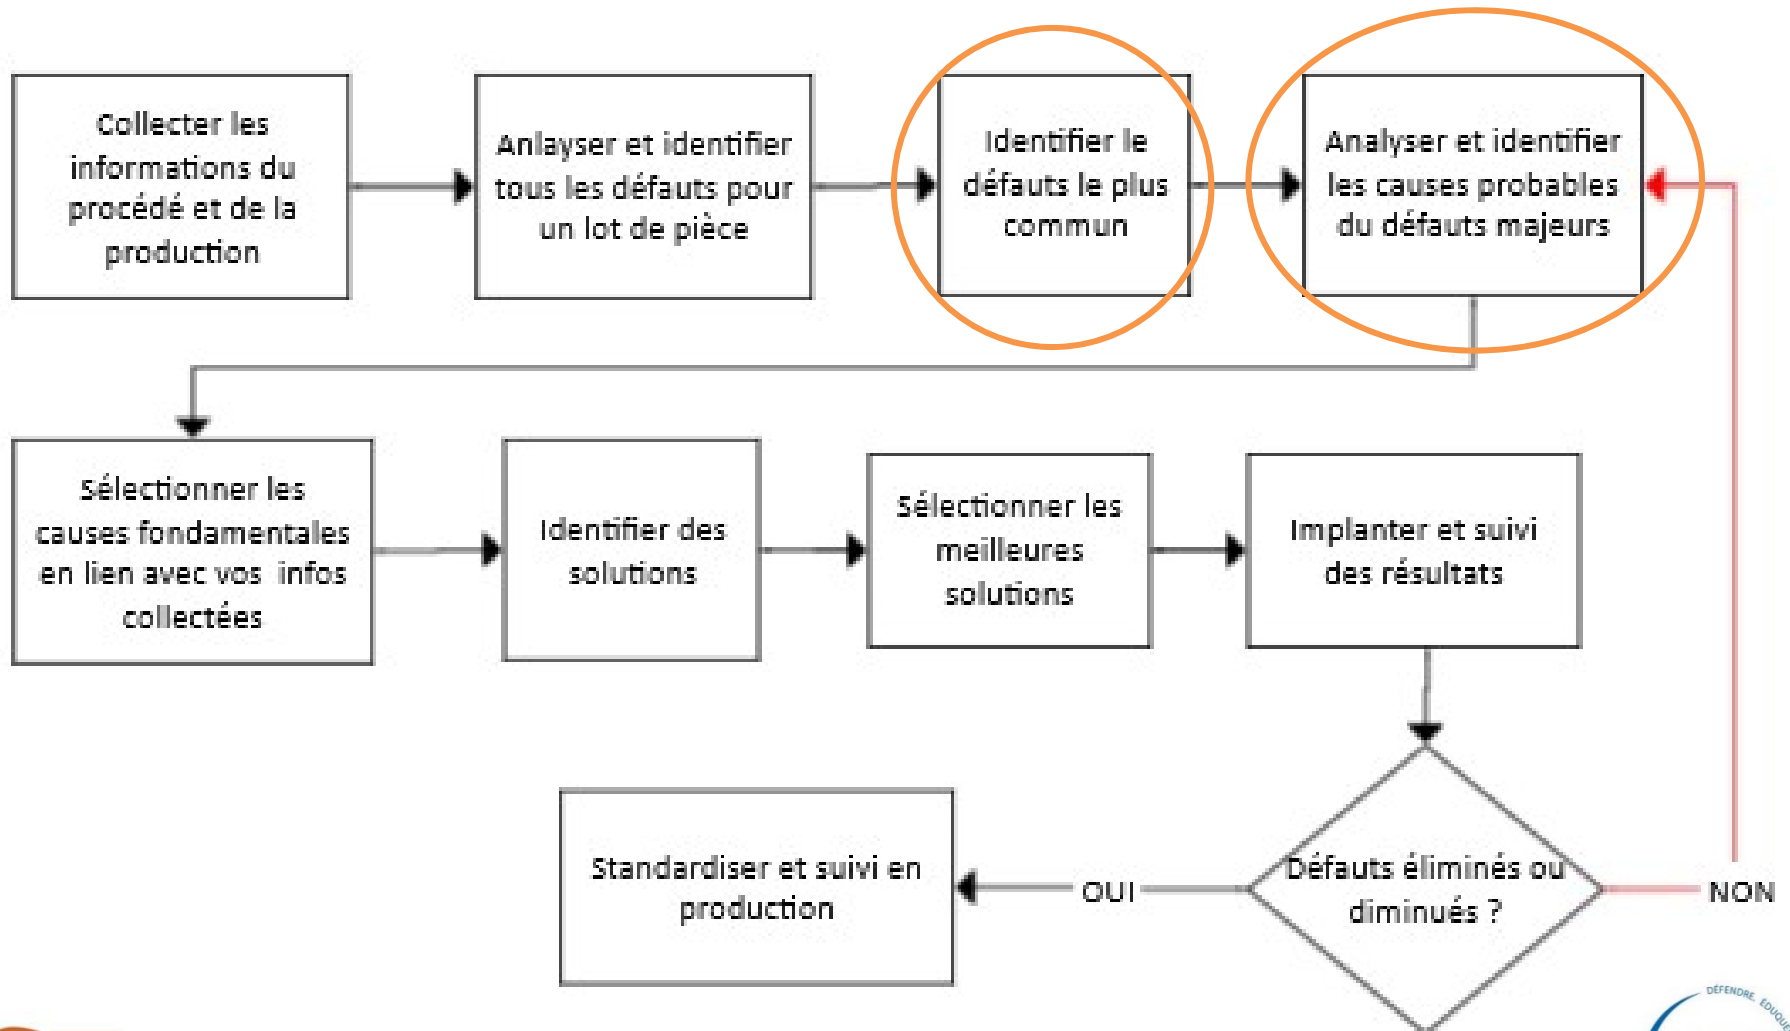 Collecter les
informations du
procédé et de la
production
Anlayser et identifier
tous les défauts pour
un lot de pièce
Identifier le
défauts le plus
commun
Analyser et identifier
les causes probables
du défauts majeurs
Sélectionner les
causes fondamentales
en lien avec vos infos
collectées
Identifier des
solutions
Sélectionner les
meilleures
solutions
Implanter et suivi
des résultats
Standardiser et suivi en
production
OUI
Défauts éliminés ou
diminués ?
NON
DÉFENDRE,